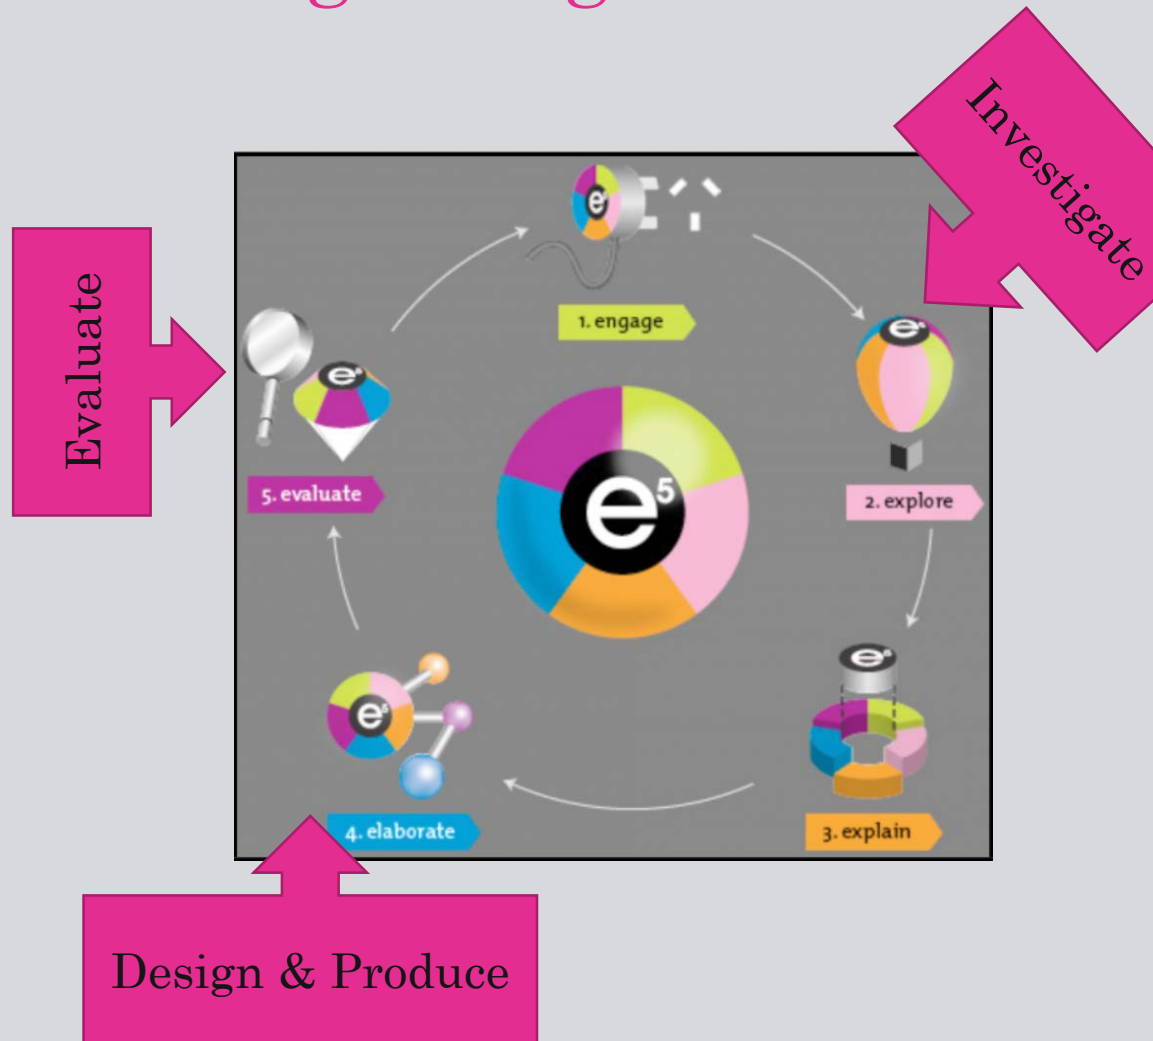 Investigate
1. engage
Evaluate
e5
5. evaluate
2. explore
4. elaborate
3. explain
Design & Produce